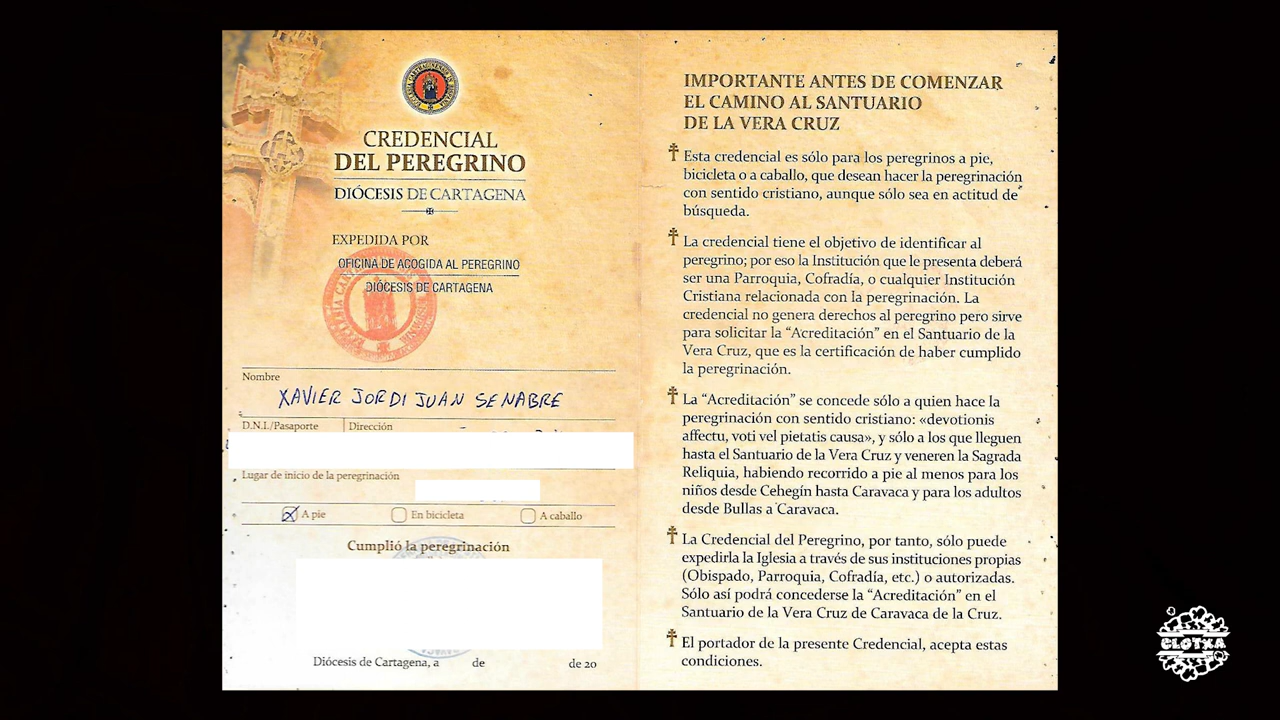 CREDENCIAL
DEL PEREGRINO
DIÓCESIS DE CARTAGENA
EXPEDIDA POR
OFICINA DE ACOGIDA AL PEREGRINO
DIÓCESIS DE CARTAGENA
Nombre
XAVIER JORDI JUAN SENABRE
D.N.I./Pasaporte
Dirección
Lugar de inicio de la peregrinación
A pie
En bicicleta
A caballo
Cumplió la peregrinación
Diócesis de Cartagena, a de de 20
IMPORTANTE ANTES DE COMENZAR
EL CAMINO AL SANTUARIO
DE LA VERA CRUZ
Esta credencial es sólo para los peregrinos a pie,
bicicleta o a caballo, que desean hacer la peregrinación
con sentido cristiano, aunque sólo sea en actitud de
búsqueda.
La credencial tiene el objetivo de identificar al
peregrino; por eso la Institución que le presenta deberá
ser una Parroquia, Cofradía, o cualquier Institución
Cristiana relacionada con la peregrinación. La
credencial no genera derechos al peregrino pero sirve
para solicitar la “Acreditación” en el Santuario de la
Vera Cruz, que es la certificación de haber cumplido
la peregrinación.
La “Acreditación” se concede sólo a quien hace la
peregrinación con sentido cristiano: «devotionis
affectu, voti vel pietatis causa», y sólo a los que lleguen
hasta el Santuario de la Vera Cruz y veneren la Sagrada
Reliquia, habiendo recorrido a pie al menos para los
niños desde Cehegín hasta Caravaca y para los adultos
desde Bullas a Caravaca.
La Credencial del Peregrino, por tanto, sólo puede
expedirla la Iglesia a través de sus instituciones propias
(Obispado, Parroquia, Cofradía, etc.) o autorizadas.
Sólo así podrá concederse la “Acreditación” en el
Santuario de la Vera Cruz de Caravaca de la Cruz.
El portador de la presente Credencial, acepta estas
condiciones.
CLOTXA